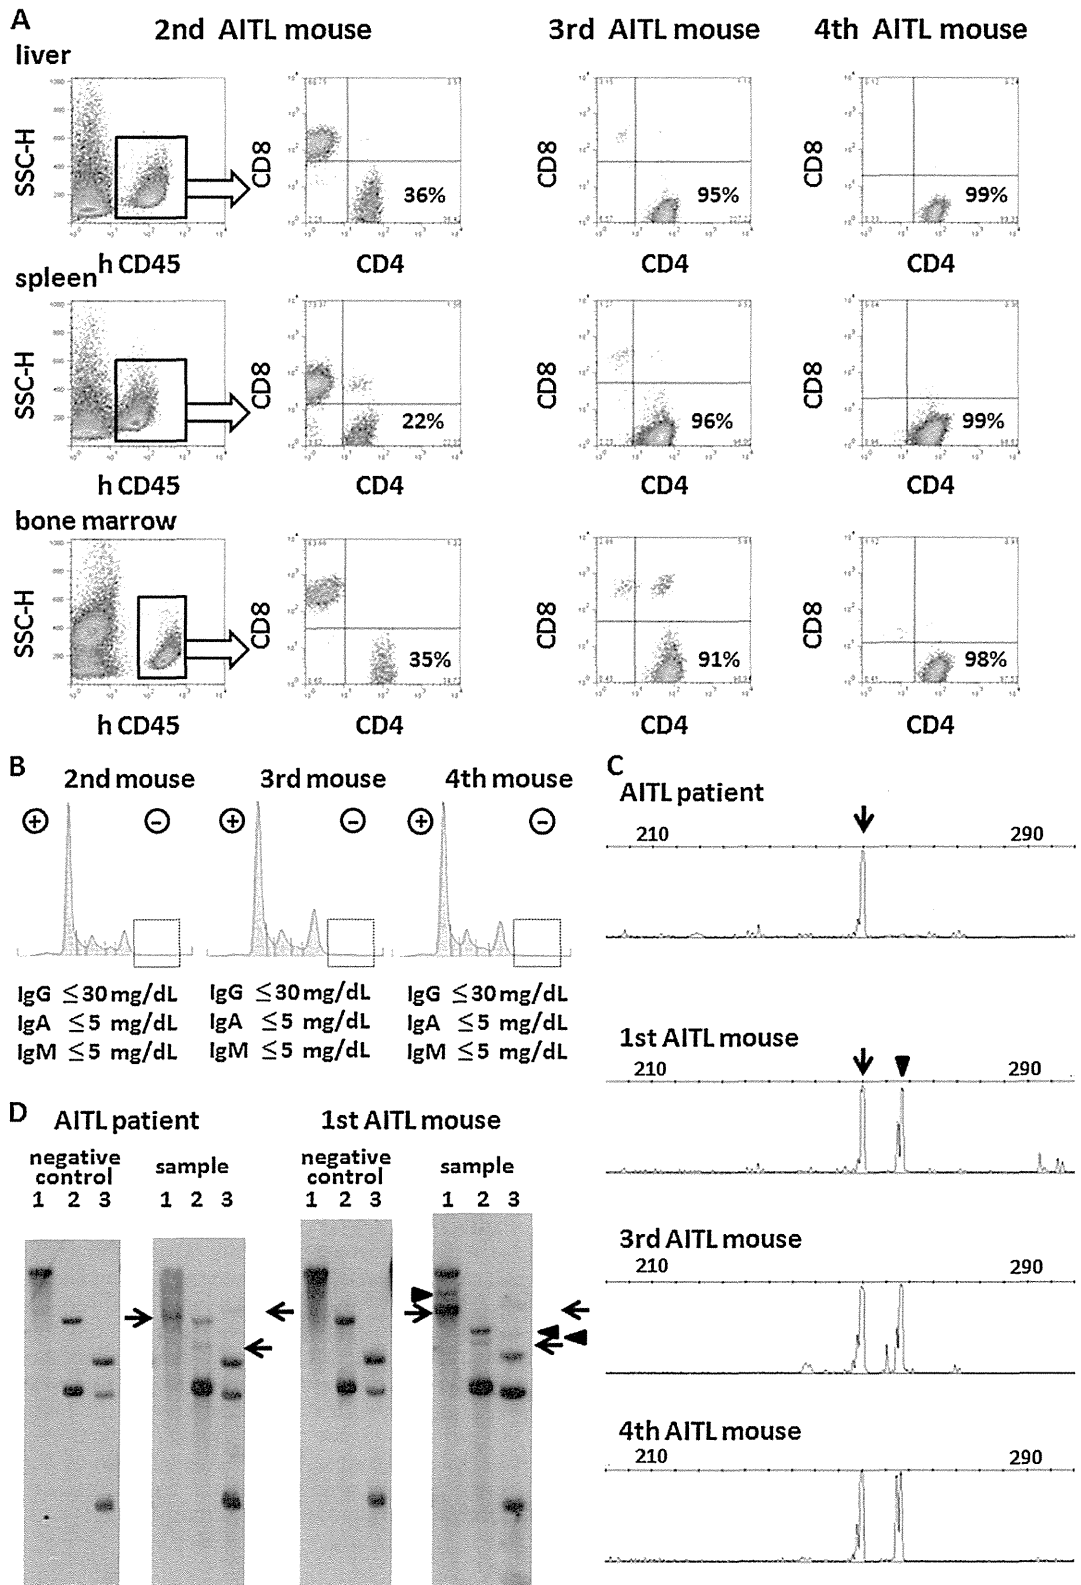 A
2nd AITL mouse 3rd AITL mouse 4th AITL mouse
liver
SSC-H CD8 36% CD8 95% CD8 99%
h CD45 CD4 CD4 CD4
spleen
SSC-H CD8 22% CD8 96% CD8 99%
h CD45 CD4 CD4 CD4
bone marrow
SSC-H CD8 35% CD8 91% CD8 98%
h CD45 CD4 CD4 CD4
B
2nd mouse 3rd mouse 4th mouse
+ - + - + -
IgG ≤30 mg/dL IgG ≤30 mg/dL IgG ≤30 mg/dL
IgA ≤5 mg/dL IgA ≤5 mg/dL IgA ≤5 mg/dL
IgM ≤5 mg/dL IgM ≤5 mg/dL IgM ≤5 mg/dL
C
AITL patient
210 290
1st AITL mouse
210 290
3rd AITL mouse
210 290
4th AITL mouse
210 290
D
AITL patient 1st AITL mouse
negative control sample negative control sample
1 2 3 1 2 3 1 2 3 1 2 3